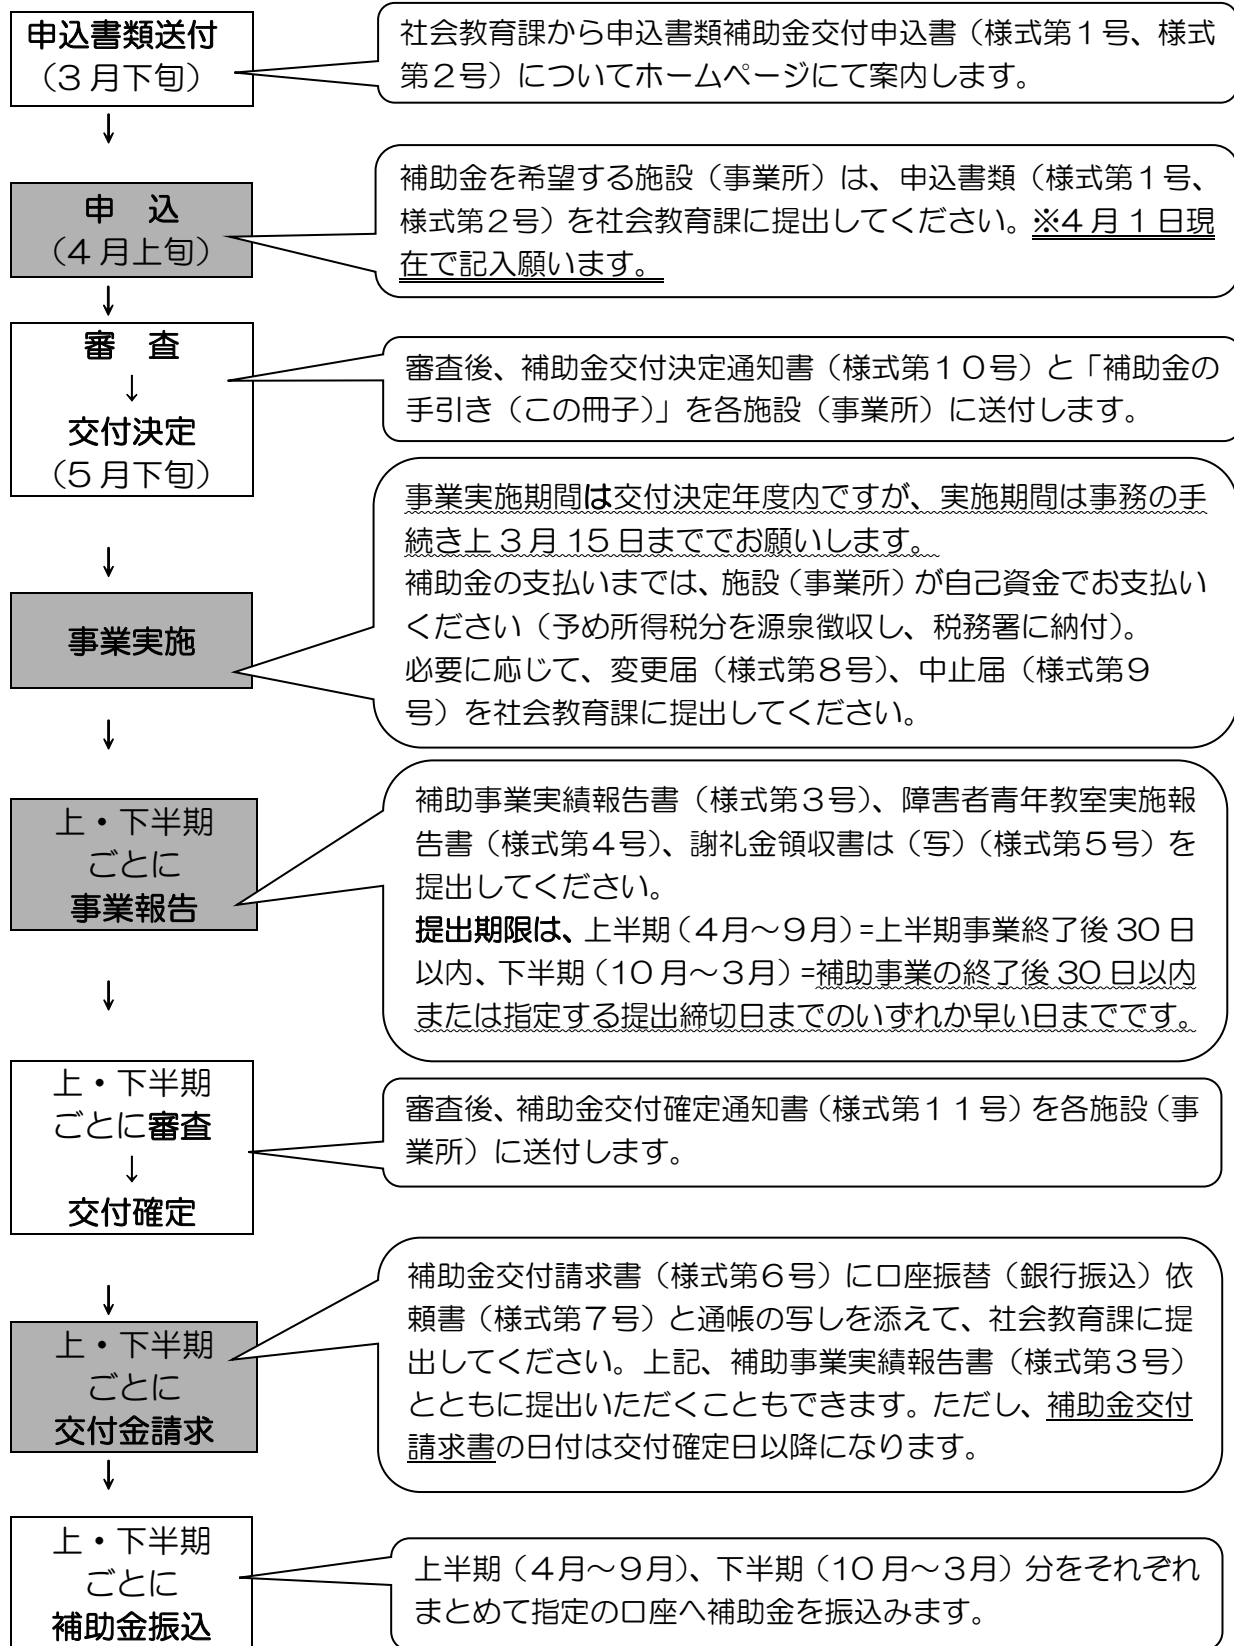 申込書類送付
（3月下旬）
社会教育課から申込書類補助金交付申込書（様式第１号、様式
第２号）についてホームページにて案内します。
↓
申　込
（4月上旬）
補助金を希望する施設（事業所）は、申込書類（様式第１号、
様式第２号）を社会教育課に提出してください。※4月1日現
在で記入願います。
↓
審　査
↓
交付決定
（5月下旬）
審査後、補助金交付決定通知書（様式第１０号）と「補助金の
手引き（この冊子）」を各施設（事業所）に送付します。
↓
事業実施
事業実施期間は交付決定年度内ですが、実施期間は事務の手
続き上3月15日まででお願いします。
補助金の支払いまでは、施設（事業所）が自己資金でお支払い
ください（予め所得税分を源泉徴収し、税務署に納付）。
必要に応じて、変更届（様式第８号）、中止届（様式第９
号）を社会教育課に提出してください。
↓
上・下半期
ごとに
事業報告
補助事業実績報告書（様式第３号）、障害者青年教室実施報
告書（様式第４号）、謝礼金領収書は（写）（様式第５号）を
提出してください。
提出期限は、上半期（４月～９月）=上半期事業終了後30日
以内、下半期（10月～３月）=補助事業の終了後30日以内
または指定する提出締切日までのいずれか早い日までです。
↓
上・下半期
ごとに審査
↓
交付確定
審査後、補助金交付確定通知書（様式第１１号）を各施設（事
業所）に送付します。
↓
上・下半期
ごとに
交付金請求
補助金交付請求書（様式第６号）に口座振替（銀行振込）依
頼書（様式第７号）と通帳の写しを添えて、社会教育課に提
出してください。上記、補助事業実績報告書（様式第３号）
とともに提出いただくこともできます。ただし、補助金交付
請求書の日付は交付確定日以降になります。
↓
上・下半期
ごとに
補助金振込
上半期（４月～９月）、下半期（10月～３月）分をそれぞれ
まとめて指定の口座へ補助金を振込みます。